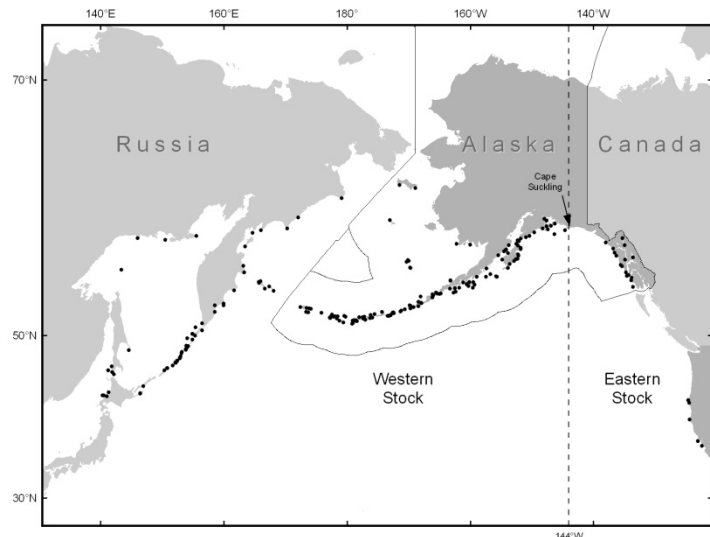 140°E 160°E 180° 160°W 140°W
70°N
Russia Alaska Canada
Cape
Suckling
50°N
Western
Stock
Eastern
Stock
30°N
144°W